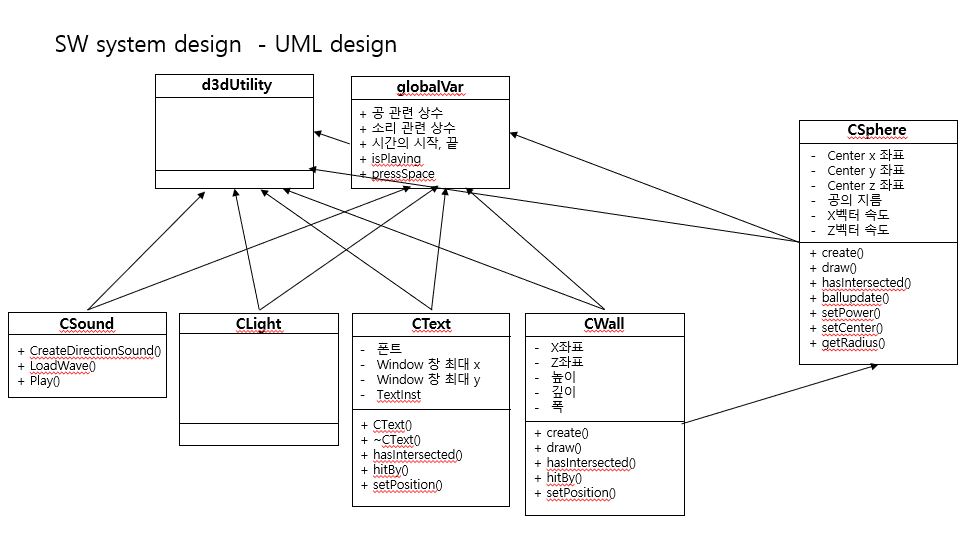 SW system design - UML design
d3dUtility
globalVar
+ 공 관련 상수
+ 소리 관련 상수
+ 시간의 시작, 끝
+ isPlaying
+ pressSpace
CSphere
- Center x 좌표
- Center y 좌표
- Center z 좌표
- 공의 지름
- X벡터 속도
- Z벡터 속도
+ create()
+ draw()
+ hasIntersected()
+ ballupdate()
+ setPower()
+ setCenter()
+ getRadius()
CSound
+ CreateDirectionSound()
+ LoadWave()
+ Play()
CLight
CText
- 폰트
- Window 창 최대 x
- Window 창 최대 y
- TextInst
+ CText()
+ ~CText()
+ hasIntersected()
+ hitBy()
+ setPosition()
CWall
- X좌표
- Z좌표
- 높이
- 깊이
- 폭
+ create()
+ draw()
+ hasIntersected()
+ hitBy()
+ setPosition()